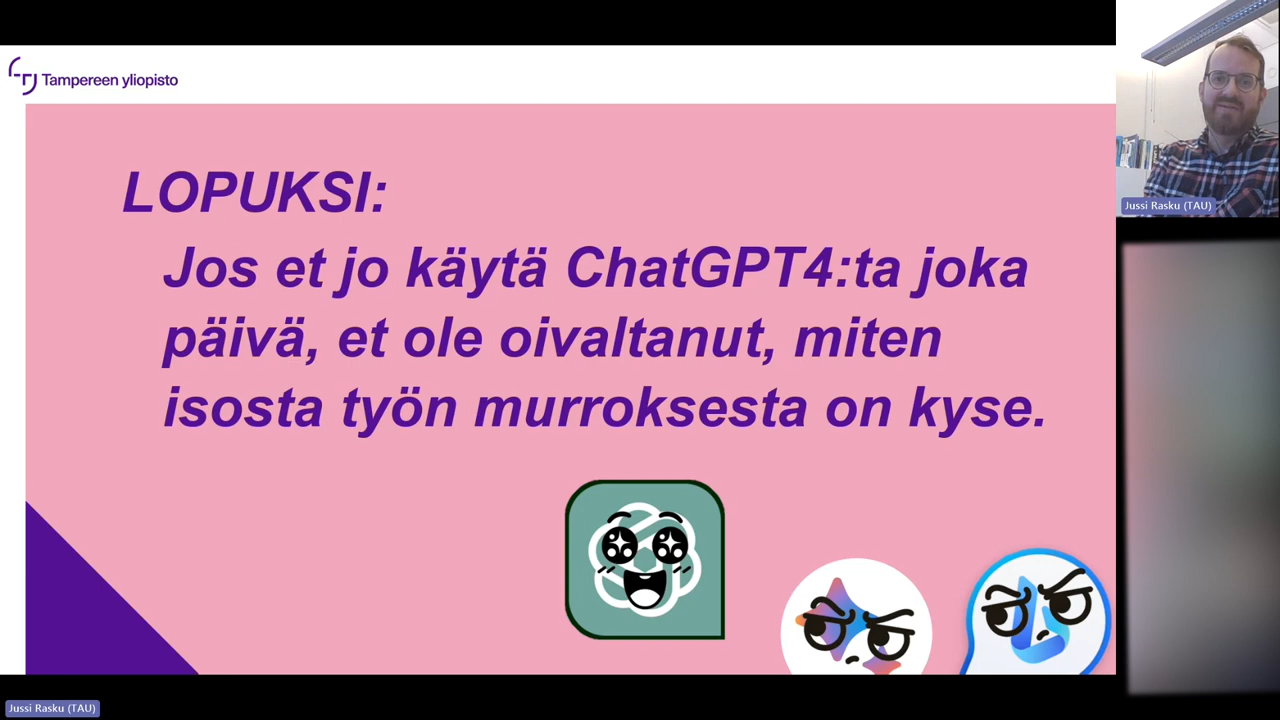 Tampereen yliopisto
LOPUKSI:
Jos et jo käytä ChatGPT4:ta joka
päivä, et ole oivaltanut, miten
isosta työn murroksesta on kyse.
Jussi Rasku (TAU)
Jussi Rasku (TAU)